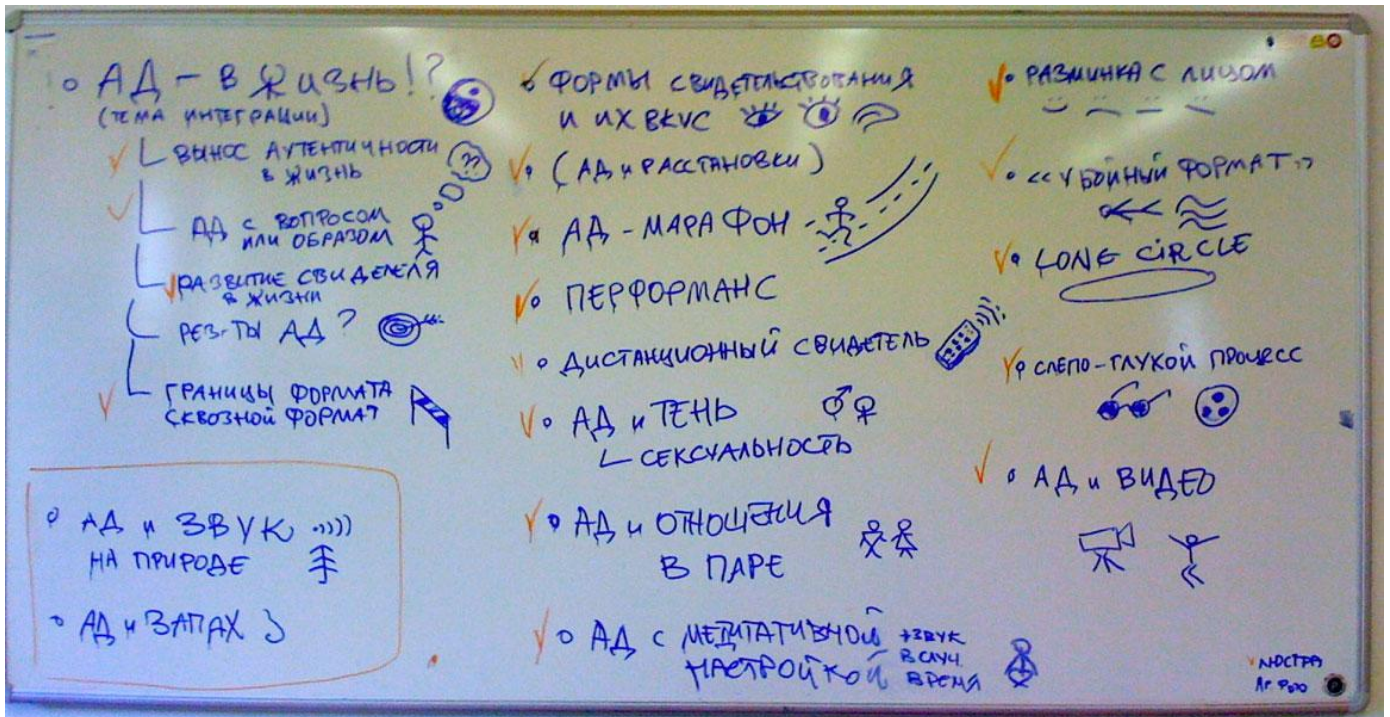 АД – В ЖИЗНЬ!?
(ТЕМА ИНТЕГРАЦИИ)
ВЫНОС АУТЕНТИЧНОСТИ
В ЖИЗНЬ
??
АД С ВОПРОСОМ
ИЛИ ОБРАЗОМ
РАЗВИТИЕ СВИДЕТЕЛЯ
В ЖИЗНИ
РЕЗ-ТЫ АД?
ГРАНИЦЫ ФОРМАТА
СКВОЗНОЙ ФОРМАТ
АД и ЗВУК
НА ПРИРОДЕ
АД и ЗАПАХ
ФОРМЫ СВИДЕТЕЛЬСТВОВАНИЯ
И ИХ ВКУС
(АД и РАССТАНОВКИ)
АД – МАРАФОН
ПЕРФОРМАНС
ДИСТАНЦИОННЫЙ СВИДЕТЕЛЬ
АД и ТЕНЬ
СЕКСУАЛЬНОСТЬ
АД и ОТНОШЕНИЯ
В ПАРЕ
АД С МЕДИТАТИВНОЙ
НАСТРОЙКОЙ
+ЗВУК
В СЛУЧ.
ВРЕМЯ
РАЗМИНКА С ЛИЦОМ
«УБОЙНЫЙ ФОРМАТ»
LONG CIRCLE
СЛЕПО-ГЛУХОЙ ПРОЦЕСС
АД и ВИДЕО
ЛЮСТРА